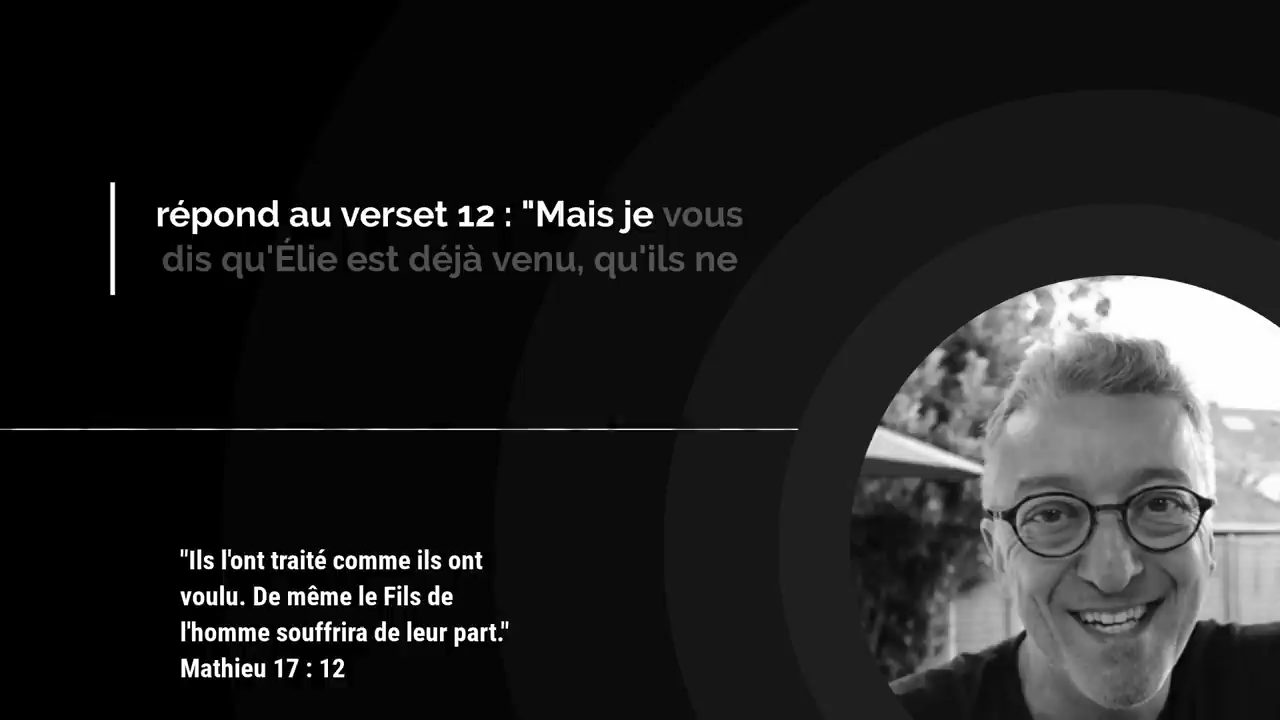 répond au verset 12 : "Mais je vous
dis qu'Élie est déjà venu, qu'ils ne
"Ils l'ont traité comme ils ont
voulu. De même le Fils de
l'homme souffrira de leur part."
Mathieu 17 : 12